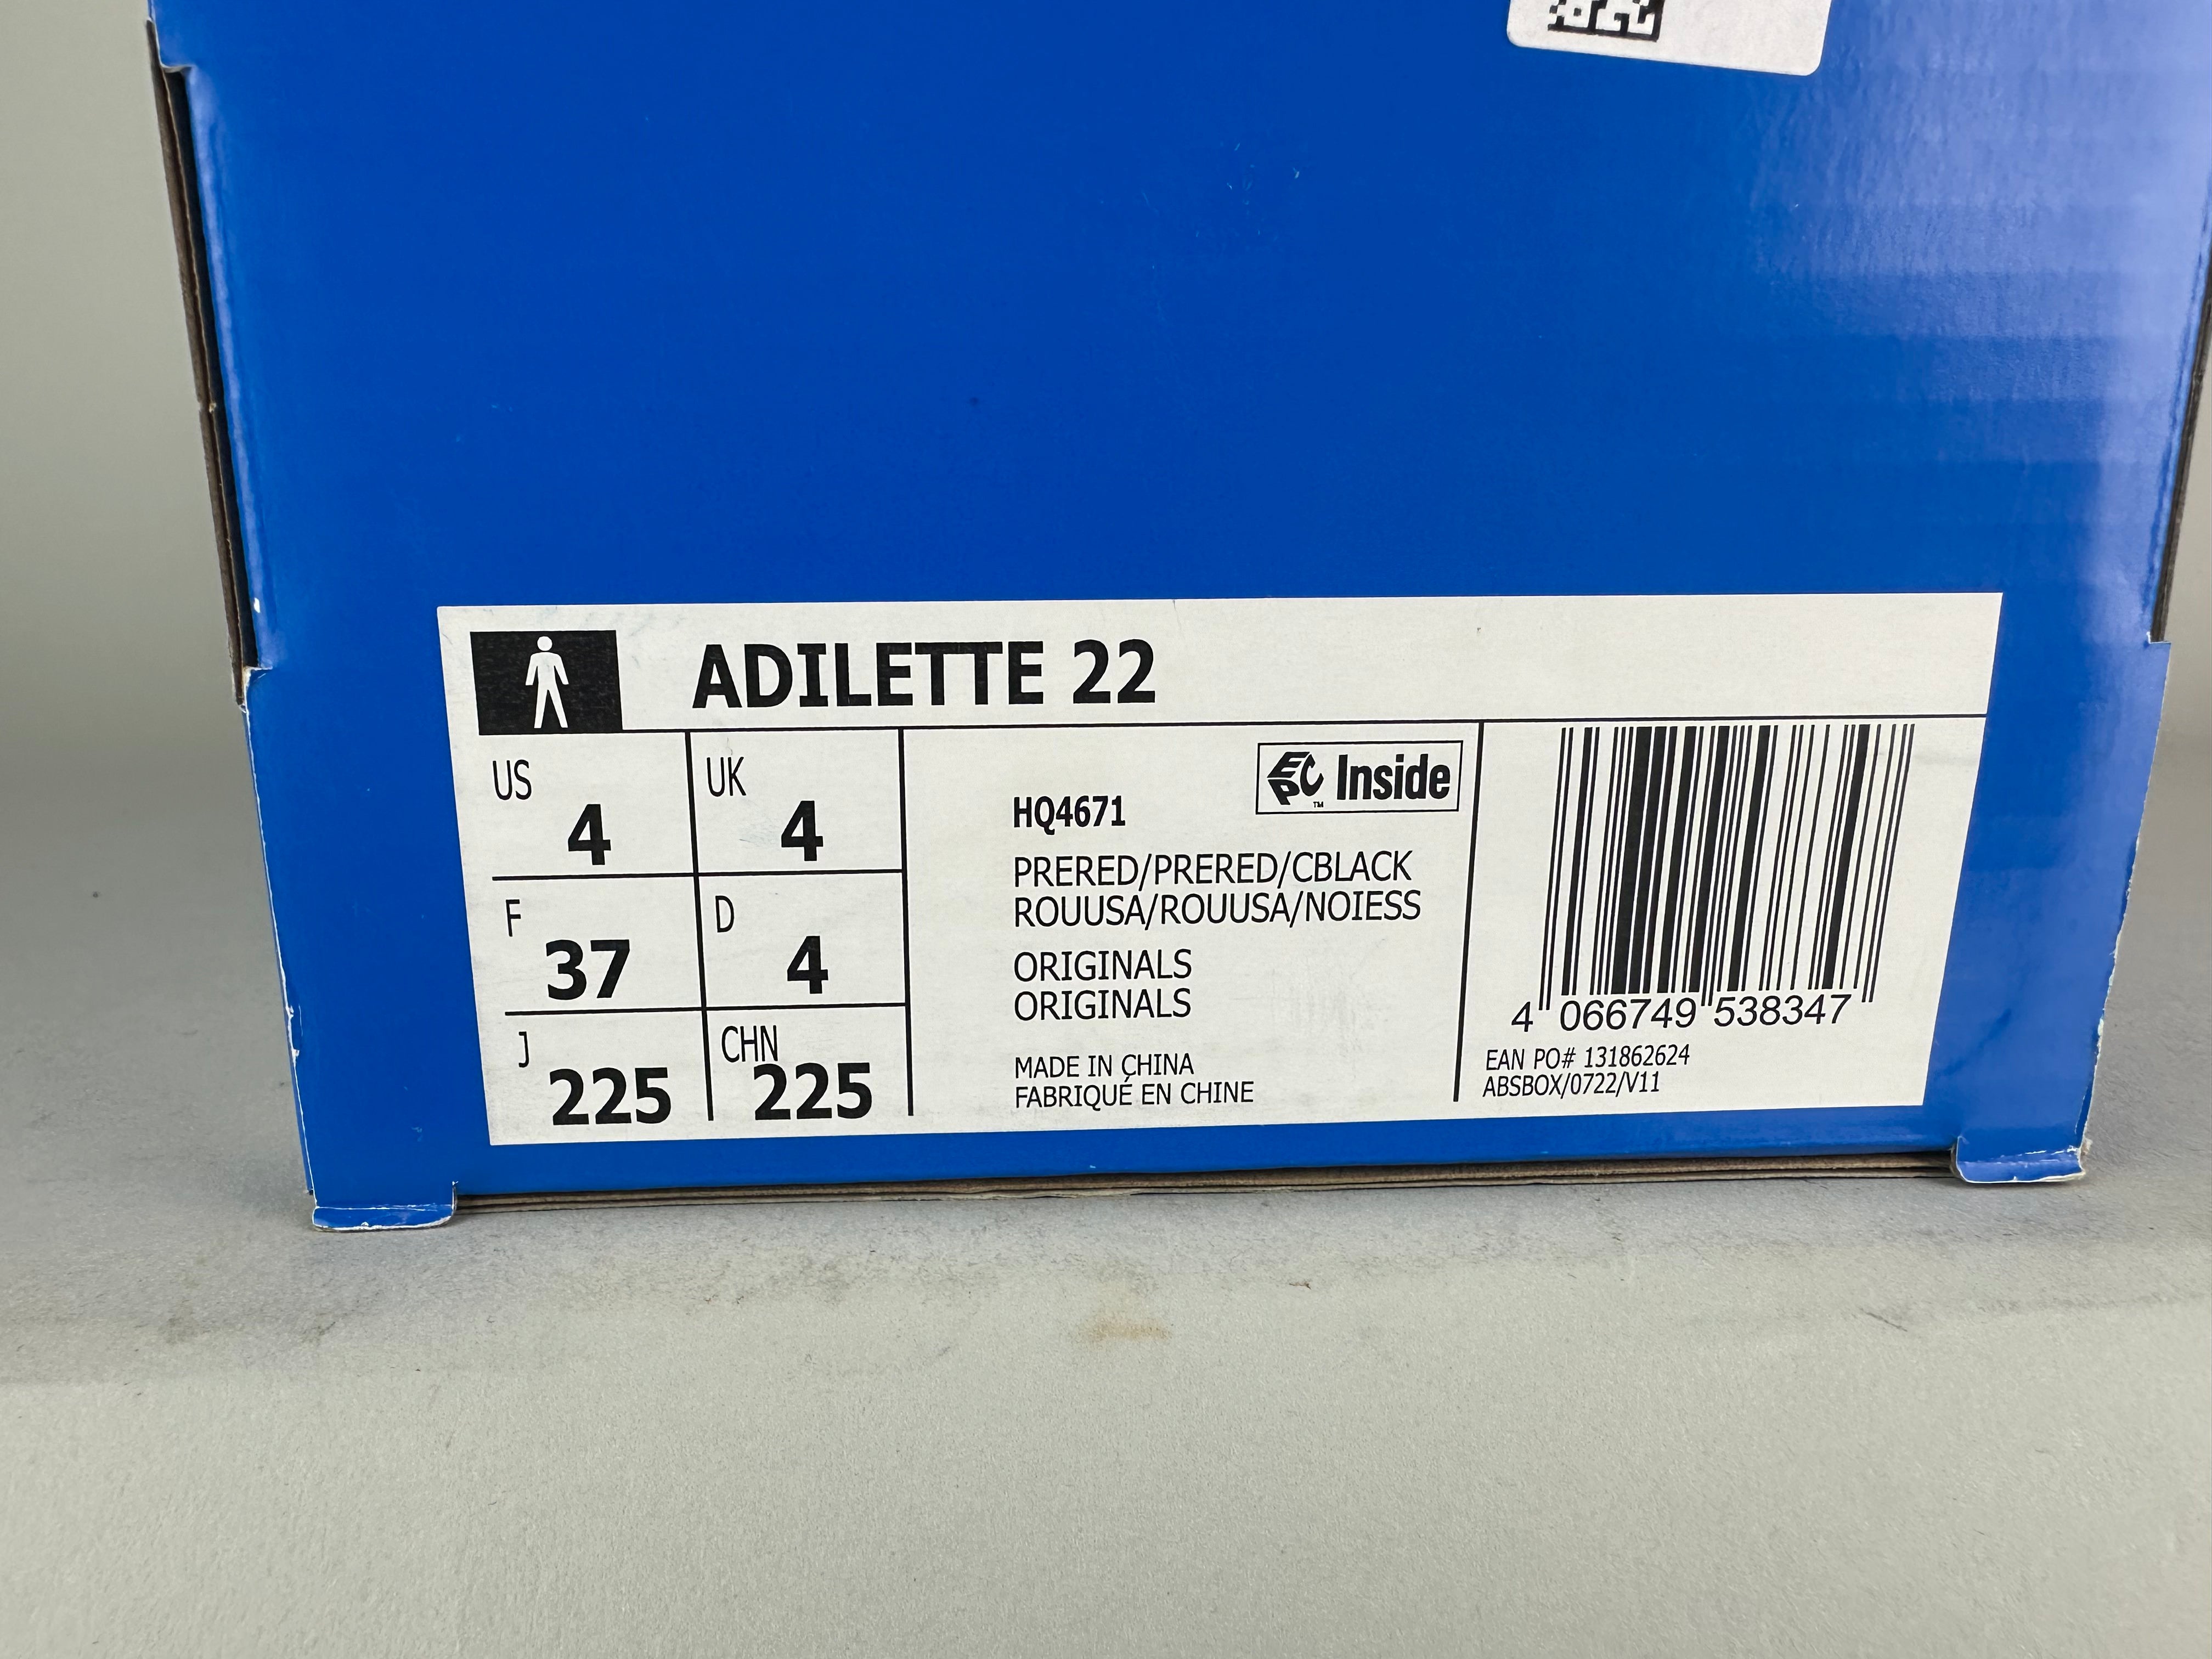 ADILETTE 22
US 4 UK 4
F 37 D 4
J 225 CHN 225
EPC Inside
™
HQ4671
PRERED/PRERED/CBLACK
ROUUSA/ROUUSA/NOIESS
ORIGINALS
ORIGINALS
MADE IN CHINA
FABRIQUÉ EN CHINE
4 066749 538347
EAN PO# 131862624
ABSBOX/0722/V11